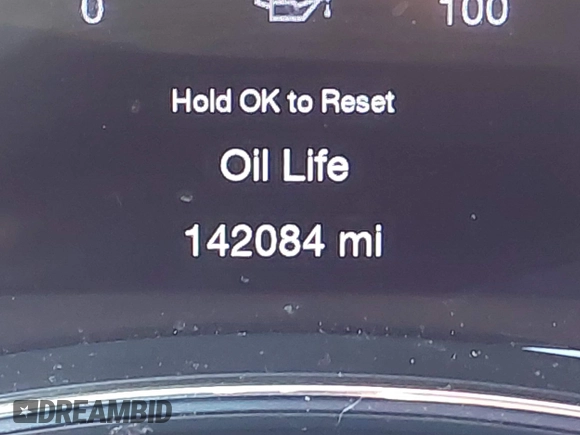 0 100
Hold OK to Reset
Oil Life
142084 mi
DREAMBID